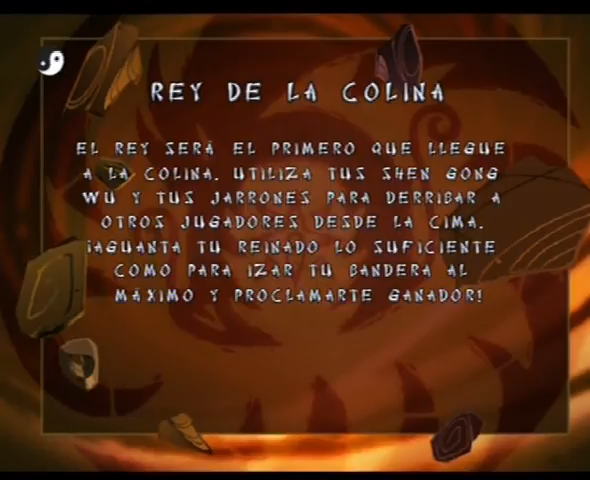 REY DE LA COLINA
EL REY SERÁ EL PRIMERO QUE LLEGUE
A LA COLINA. UTILIZA TUS SHEN GONG
WU Y TUS JARRONES PARA DERRIBAR A
OTROS JUGADORES DESDE LA CIMA.
¡AGUANTA TU REINADO LO SUFICIENTE
COMO PARA IZAR TU BANDERA AL
MÁXIMO Y PROCLAMARTE GANADOR!